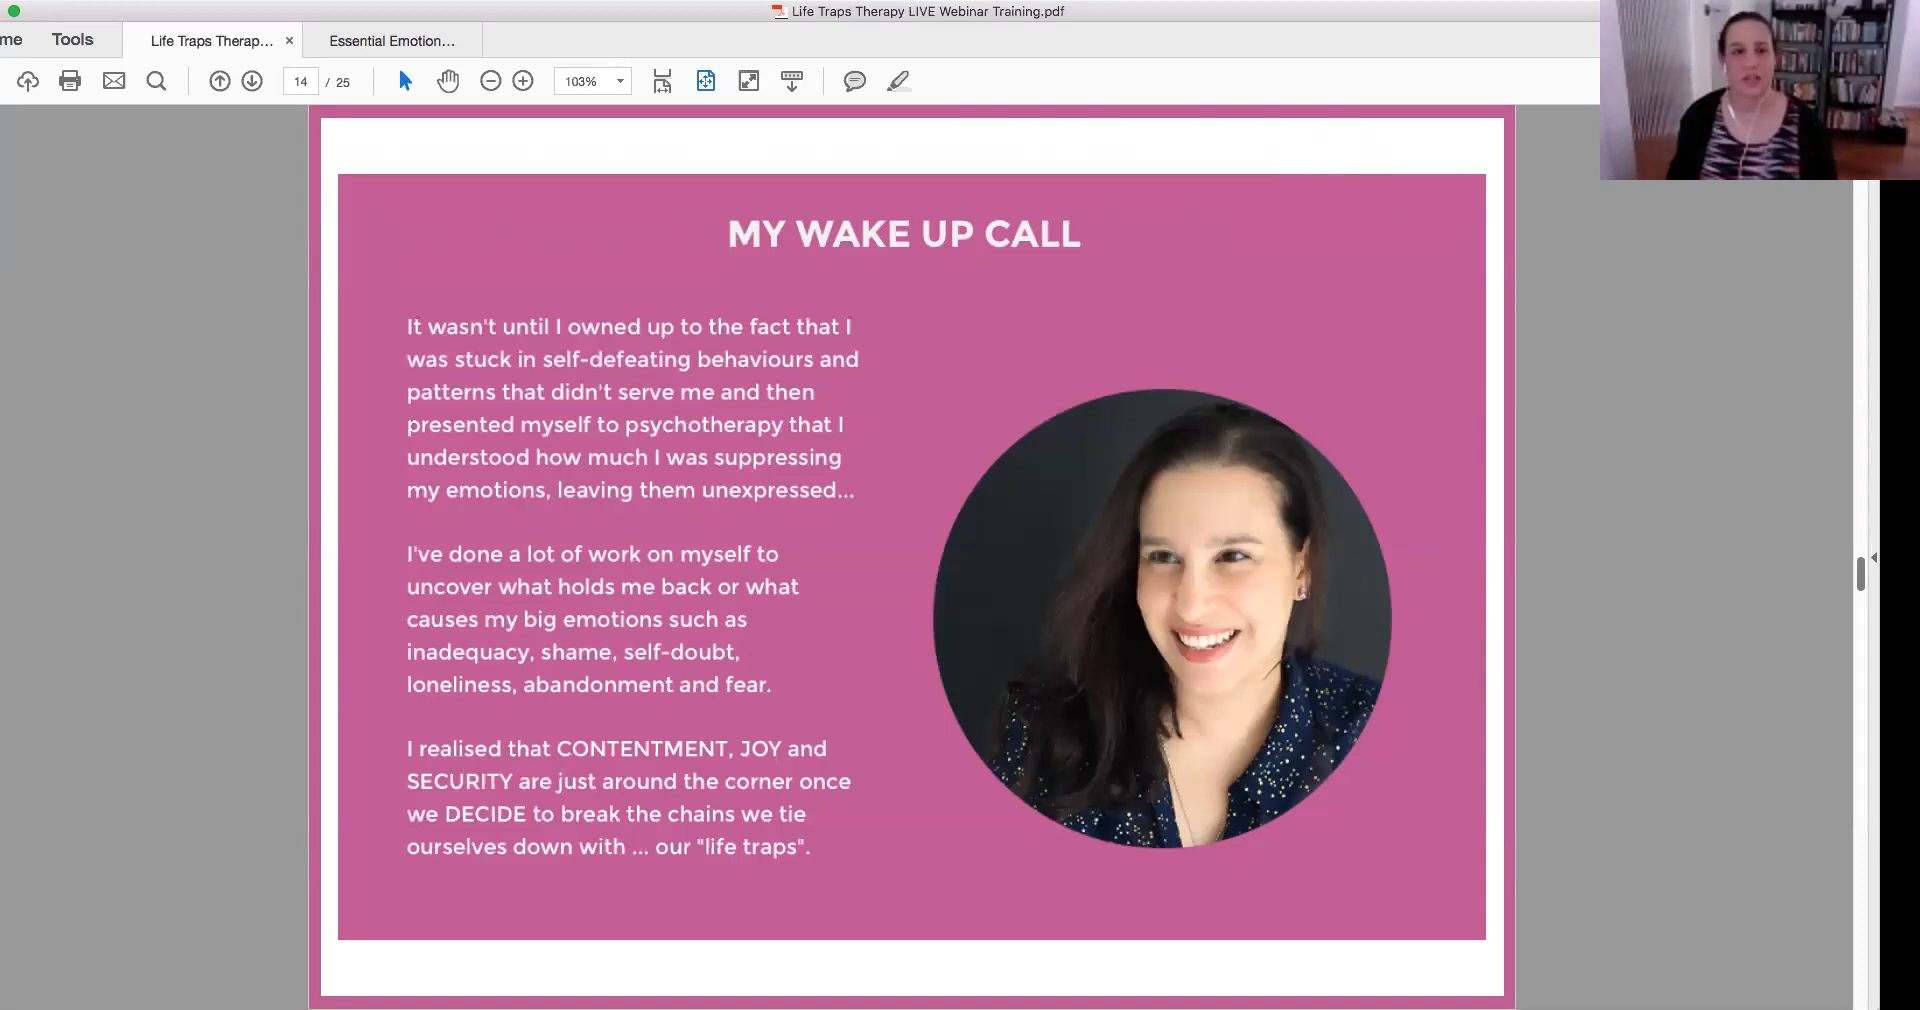 Life Traps Therapy LIVE Webinar Training.pdf
me
Tools
Life Traps Therap...
Essential Emotion...
14
/ 25
103%
MY WAKE UP CALL
It wasn't until I owned up to the fact that I
was stuck in self-defeating behaviours and
patterns that didn't serve me and then
presented myself to psychotherapy that I
understood how much I was suppressing
my emotions, leaving them unexpressed...
I've done a lot of work on myself to
uncover what holds me back or what
causes my big emotions such as
inadequacy, shame, self-doubt,
loneliness, abandonment and fear.
I realised that CONTENTMENT, JOY and
SECURITY are just around the corner once
we DECIDE to break the chains we tie
ourselves down with ... our "life traps".